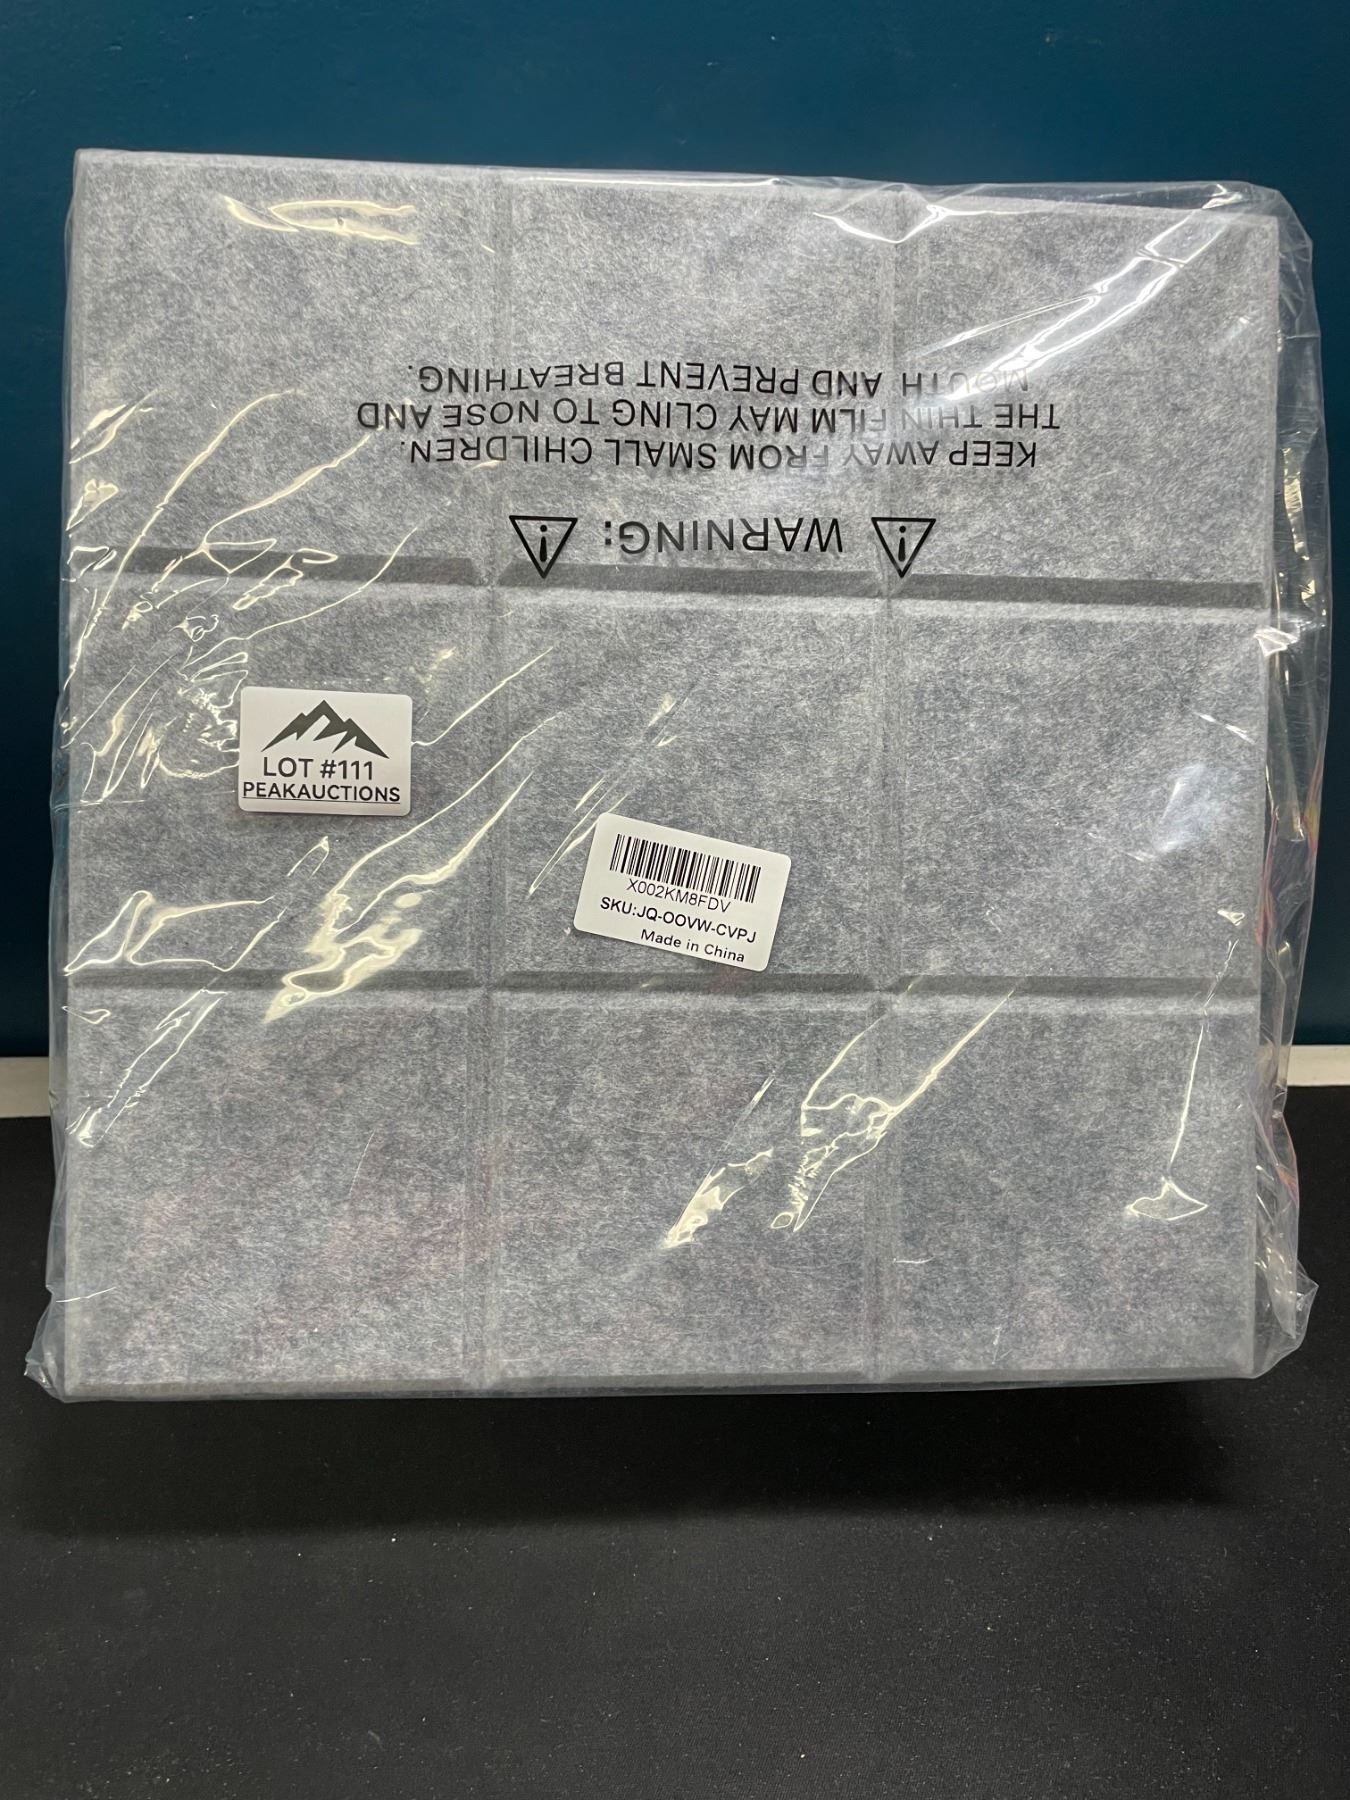 WARNING:
KEEP AWAY FROM SMALL CHILDREN.
THE THIN FILM MAY CLING TO NOSE AND
MOUTH AND PREVENT BREATHING.
LOT #111
PEAKAUCTIONS
X002KM8FDV
SKU:JQ-OOVW-CVPJ
Made in China